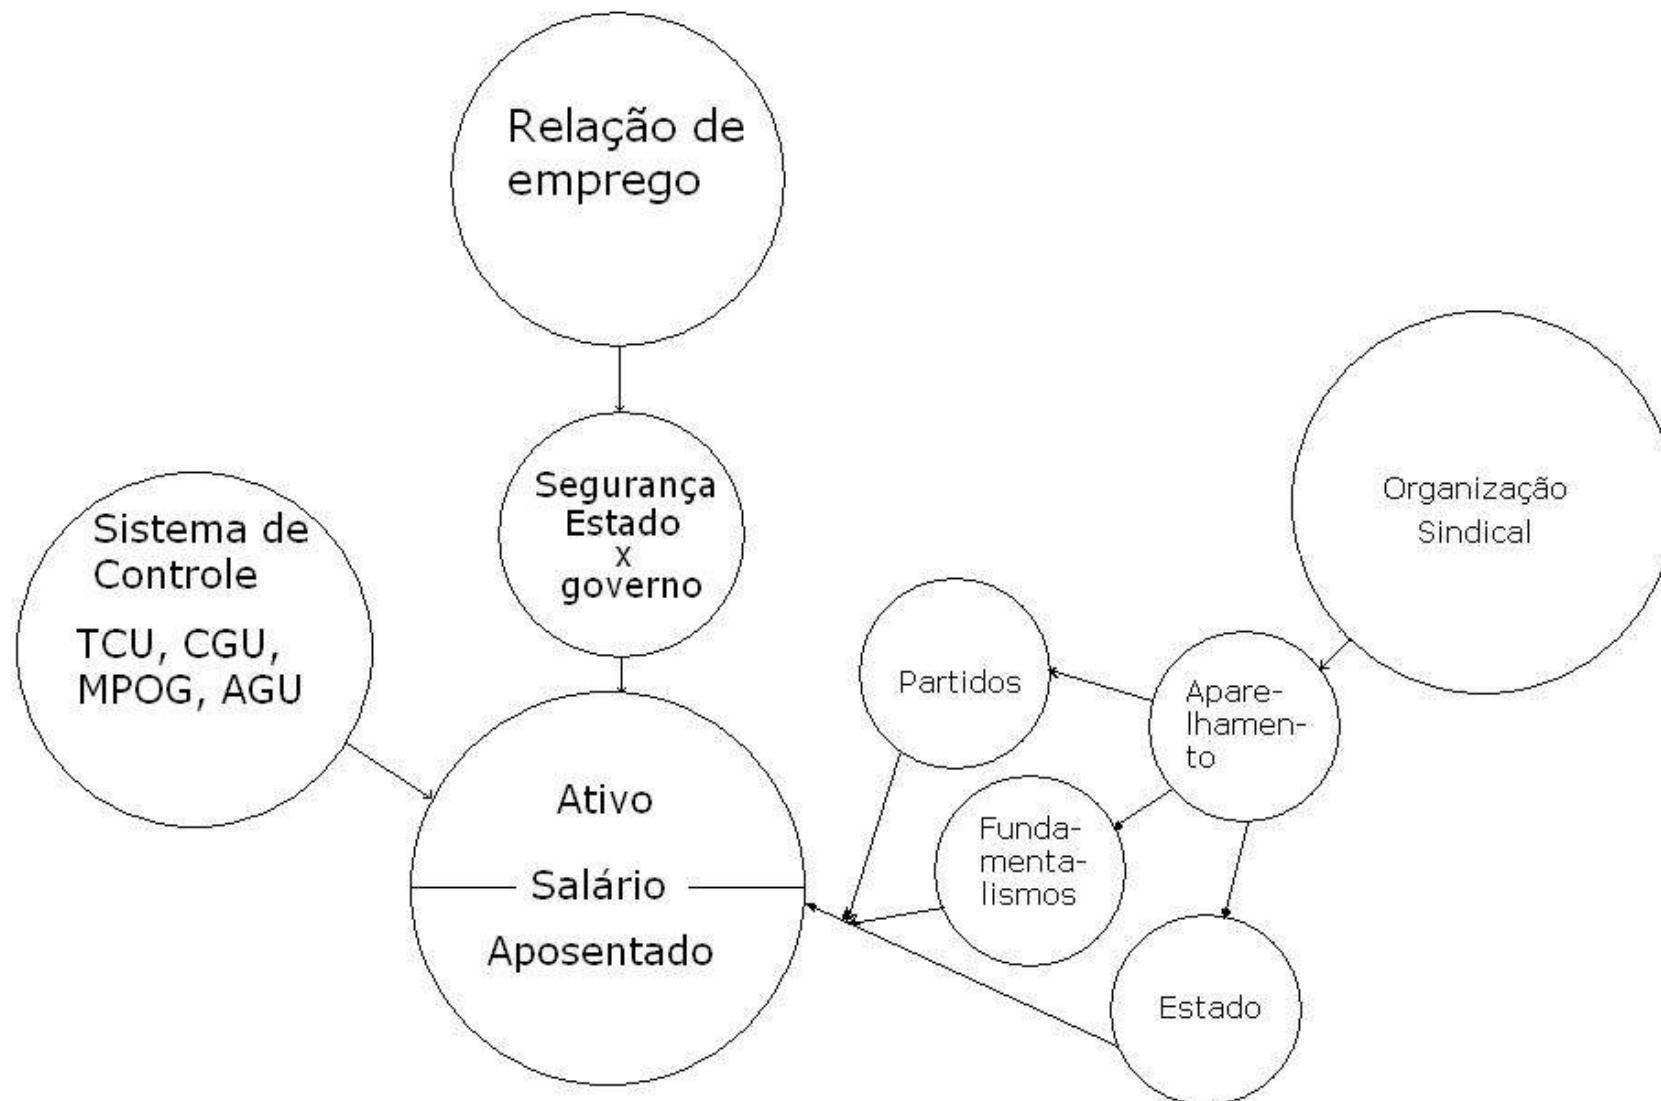 Relação de
emprego
Segurança
Estado
x
governo
Sistema de
Controle
TCU, CGU,
MPOG, AGU
Organização
Sindical
Partidos
Apare-
lhamen-
to
Ativo
Salário
Aposentado
Funda-
menta-
lismos
Estado